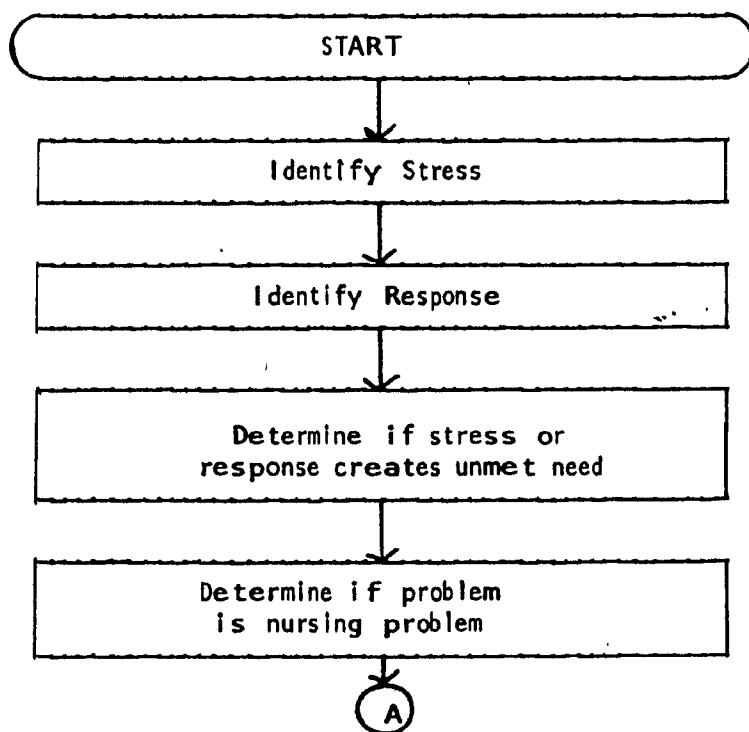 START
Identify Stress
Identify Response
Determine if stress or
response creates unmet need
Determine if problem
is nursing problem
A